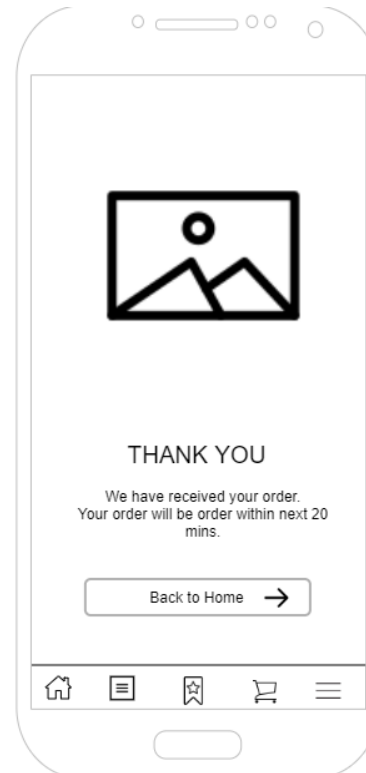 THANK YOU
We have received your order.
Your order will be order within next 20
mins.
Back to Home